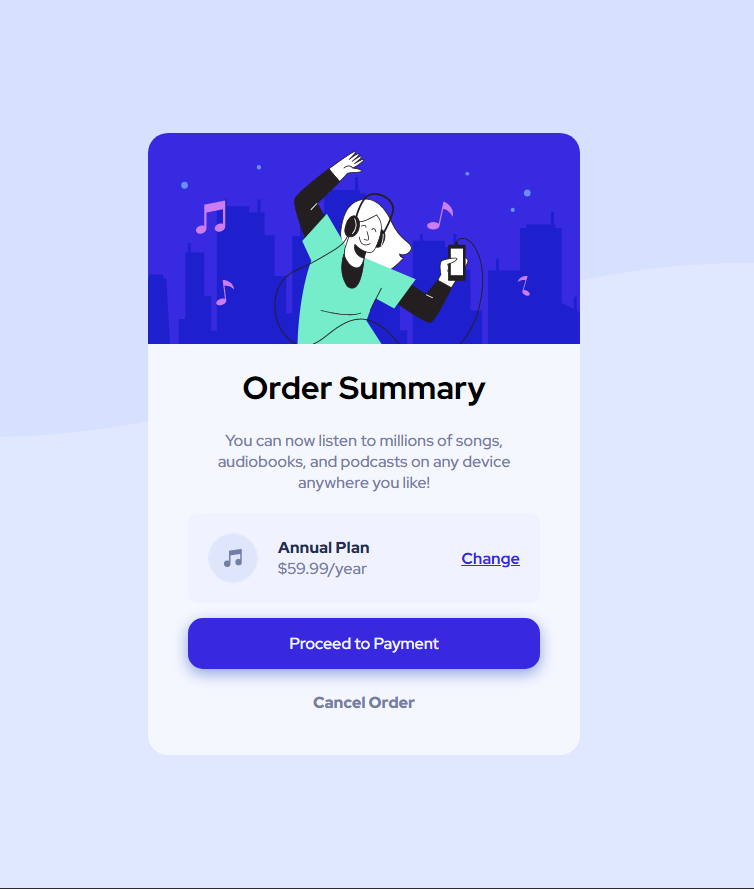 Order Summary
You can now listen to millions of songs,
audiobooks, and podcasts on any device
anywhere you like!
Annual Plan
$59.99/year
Change
Proceed to Payment
Cancel Order